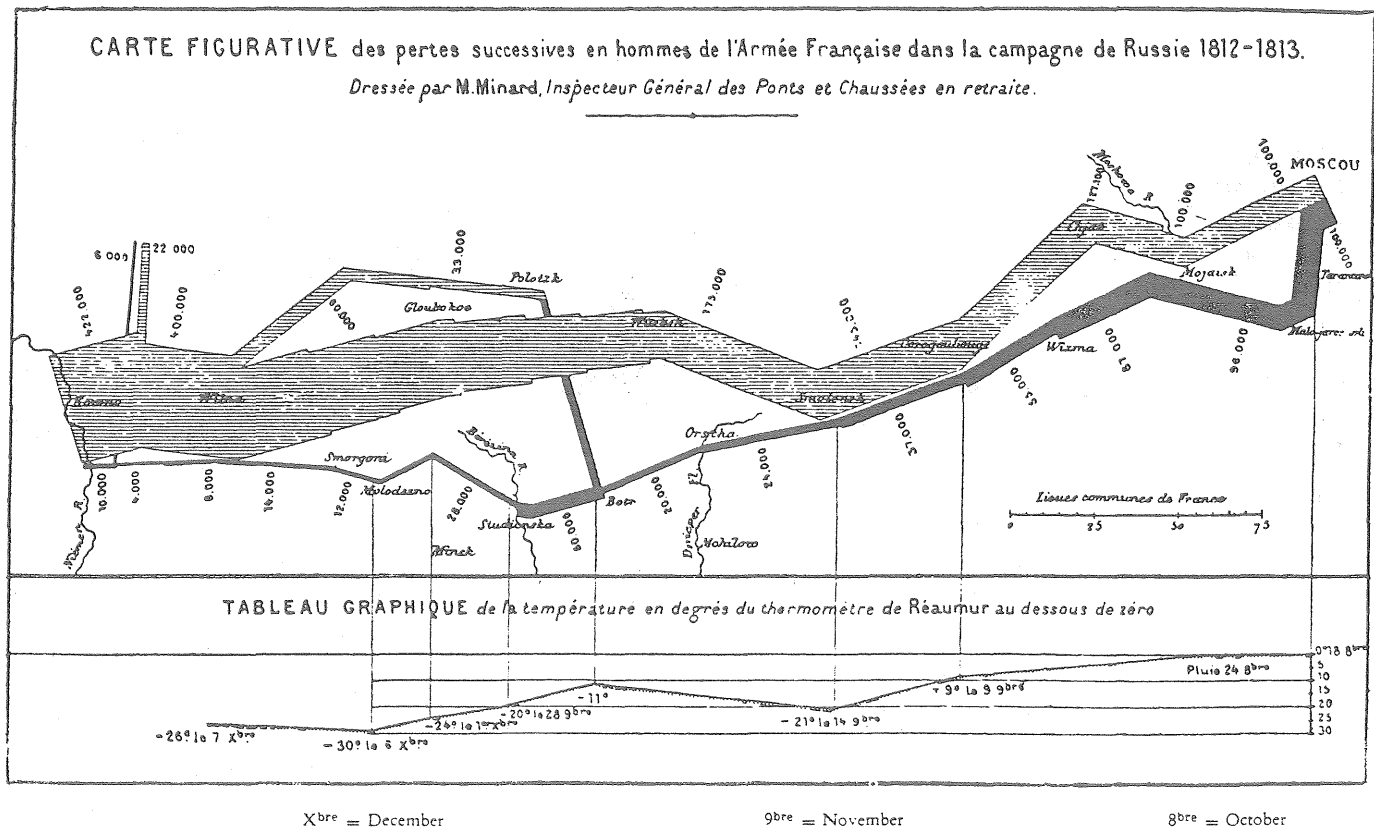 CARTE FIGURATIVE des pertes successives en hommes de l'Armée Française dans la campagne de Russie 1812-1813.
Dressée par M. Minard, Inspecteur Général des Ponts et Chaussées en retraite.
Moskowa R
100.000
MOSCOU
100.000
100.000
Chjat
Mojaisk
Tarantino
6 000
22 000
422.000
400.000
33.000
Polotzk
Gloubokoe
60.000
175.000
Witebsk
Dorogobouge
Wizma
Kowno
Wilna
Smolensk
Orscha
87.000
96.000
55.000
37.000
24.000
20.000
Bérézina R.
Smorgoni
Molodezno
10.000
4.000
8.000
14.000
12.000
28.000
Studienska
50.000
Botr
Minsk
Niémen R.
Dniéper Fl.
Mohilow
Lieues communes de France
0
25
50
75
TABLEAU GRAPHIQUE de la température en degrés du thermomètre de Réaumur au dessous de zéro
0° 18 8bre
5
10
15
20
25
30
Pluie 24 8bre
- 9° le 9 9bre
- 21° le 14 9bre
- 11°
- 20° le 28 9bre
- 24° le 1er Xbre
- 30° le 6 Xbre
- 26° le 7 Xbre
Xbre = December
9bre = November
8bre = October